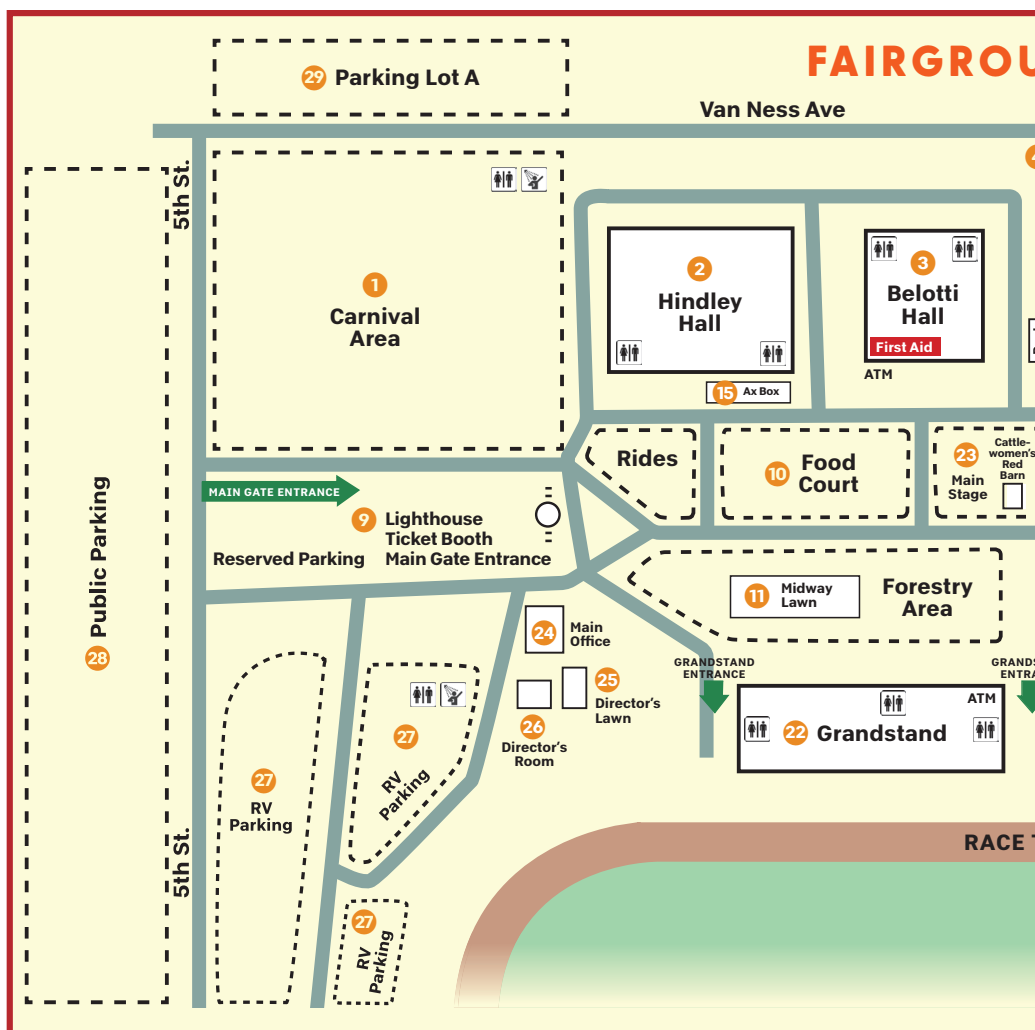 29 Parking Lot A
FAIRGROU
Van Ness Ave
5th St.
1
Carnival
Area
2
Hindley
Hall
3
Belotti
Hall
First Aid
ATM
15 Ax Box
Rides
10 Food
Court
23
Main
Stage
Cattle-
women's
Red
Barn
MAIN GATE ENTRANCE
9 Lighthouse
Ticket Booth
Main Gate Entrance
Reserved Parking
28 Public Parking
11 Midway
Lawn
Forestry
Area
24 Main
Office
25
Director's
Lawn
26
Director's
Room
GRANDSTAND
ENTRANCE
GRANDS
ENTRA
ATM
22 Grandstand
27
RV
Parking
27
RV
Parking
27
RV
Parking
5th St.
RACE T